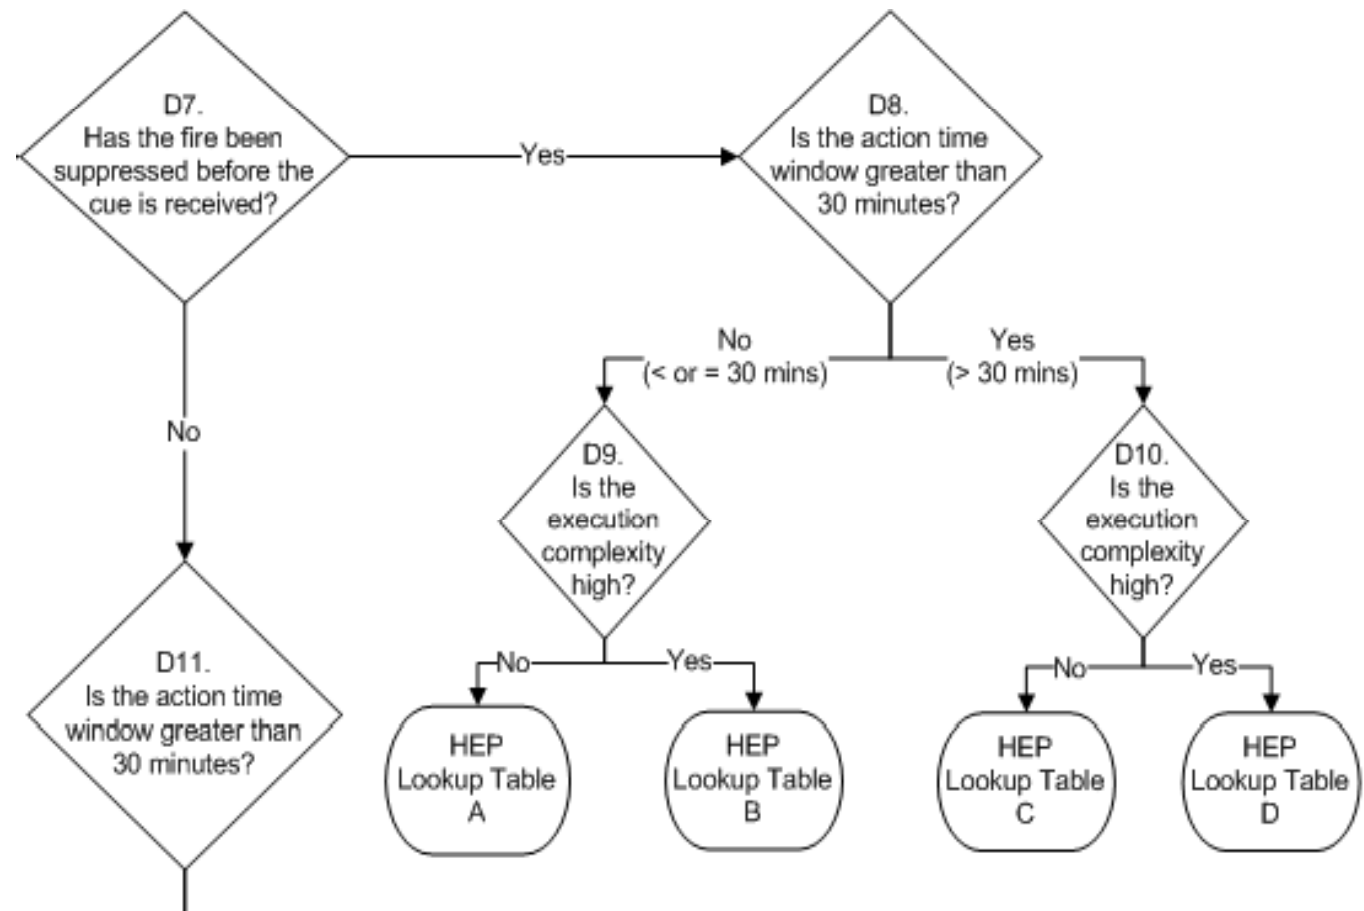 D7.
Has the fire been
suppressed before the
cue is received?
Yes
D8.
Is the action time
window greater than
30 minutes?
No
(< or = 30 mins)
Yes
(> 30 mins)
No
D9.
Is the
execution
complexity
high?
D10.
Is the
execution
complexity
high?
D11.
Is the action time
window greater than
30 minutes?
No
Yes
No
Yes
HEP
Lookup Table
A
HEP
Lookup Table
B
HEP
Lookup Table
C
HEP
Lookup Table
D